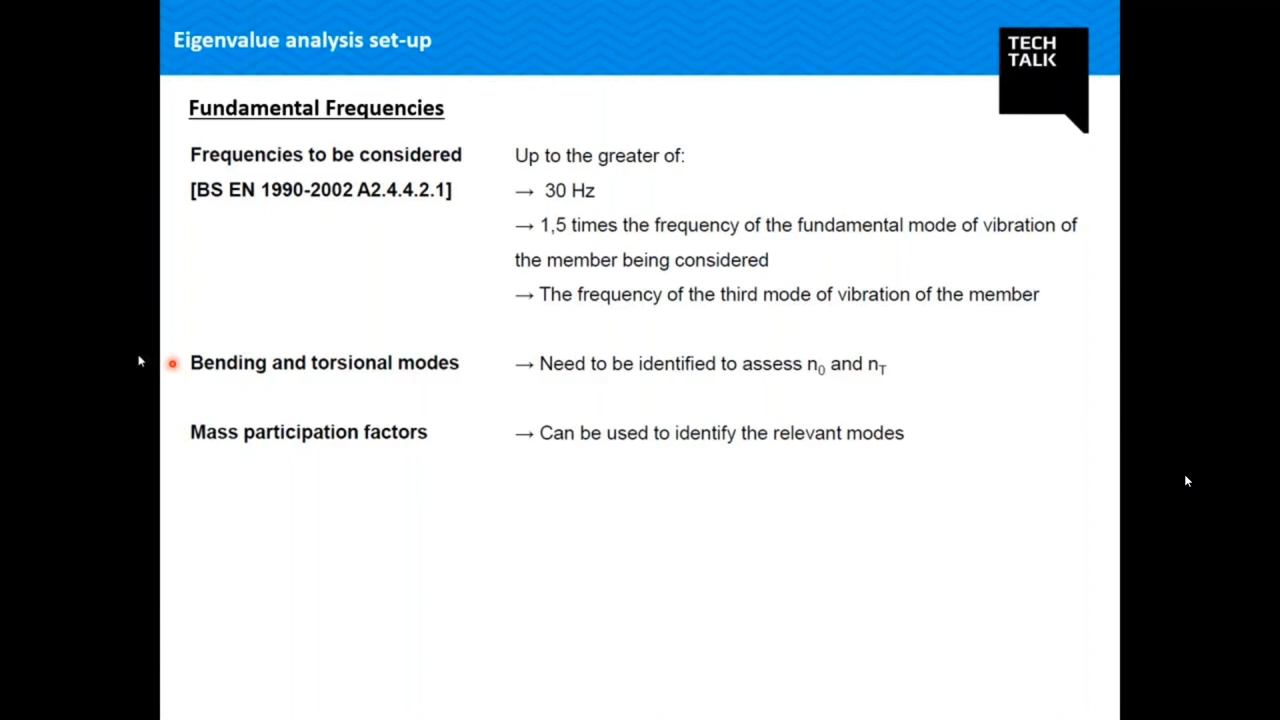 Eigenvalue analysis set-up
TECH
TALK
Fundamental Frequencies
Frequencies to be considered
Up to the greater of:
[BS EN 1990-2002 A2.4.4.2.1]
→ 30 Hz
→ 1,5 times the frequency of the fundamental mode of vibration of
the member being considered
→ The frequency of the third mode of vibration of the member
Bending and torsional modes
→ Need to be identified to assess n₀ and n_T
Mass participation factors
→ Can be used to identify the relevant modes